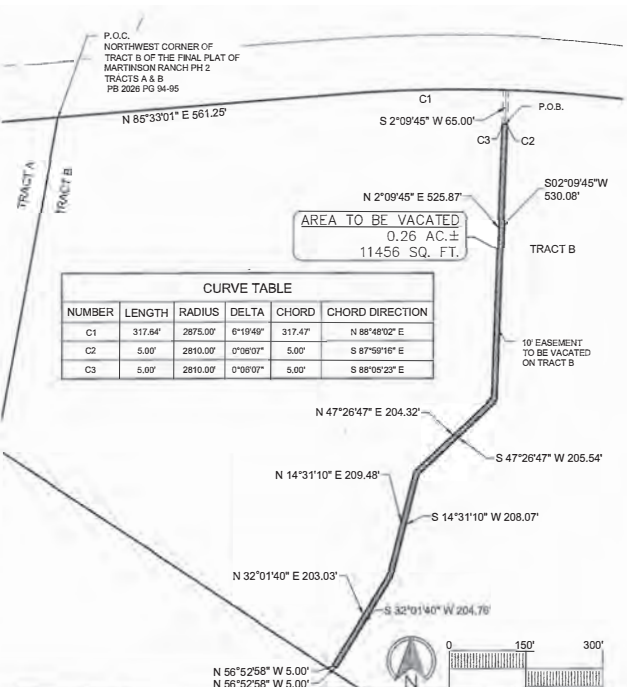 P.O.C.
NORTHWEST CORNER OF
TRACT B OF THE FINAL PLAT OF
MARTINSON RANCH PH 2
TRACTS A & B
PB 2026 PG 94-95
N 85°33'01" E 561.25'
C1
S 2°09'45" W 65.00'
P.O.B.
C3
C2
TRACT A
TRACT B
N 2°09'45" E 525.87'
S02°09'45"W
530.08'
AREA TO BE VACATED
0.26 AC.±
11456 SQ. FT.
TRACT B
CURVE TABLE
NUMBER LENGTH RADIUS DELTA CHORD CHORD DIRECTION
C1 317.64' 2875.00' 6°19'49" 317.47' N 88°48'02" E
C2 5.00' 2810.00' 0°06'07" 5.00' S 87°59'16" E
C3 5.00' 2810.00' 0°06'07" 5.00' S 88°05'23" E
10' EASEMENT
TO BE VACATED
ON TRACT B
N 47°26'47" E 204.32'
S 47°26'47" W 205.54'
N 14°31'10" E 209.48'
S 14°31'10" W 208.07'
N 32°01'40" E 203.03'
S 32°01'40" W 204.76'
N 56°52'58" W 5.00'
N 56°52'58" W 5.00'
N
0 150' 300'